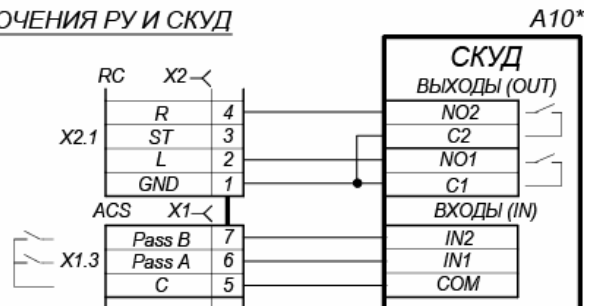 ОЧЕНИЯ РУ И СКУД
A10*
СКУД
RC X2
ВЫХОДЫ (OUT)
R 4 NO2
X2.1 ST 3 C2
L 2 NO1
GND 1 C1
ACS X1 ВХОДЫ (IN)
Pass B 7 IN2
X1.3 Pass A 6 IN1
C 5 COM